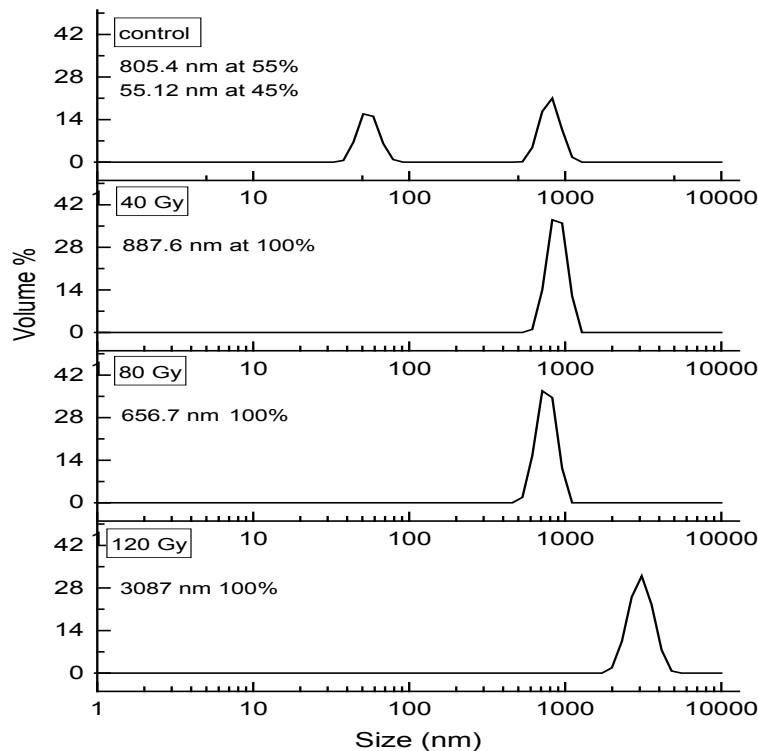 control
805.4 nm at 55%
55.12 nm at 45%
42
28
14
0
1 10 100 1000 10000
40 Gy
887.6 nm at 100%
42
28
14
0
1 10 100 1000 10000
80 Gy
656.7 nm 100%
42
28
14
0
1 10 100 1000 10000
120 Gy
3087 nm 100%
42
28
14
0
1 10 100 1000 10000
Volume %
Size (nm)